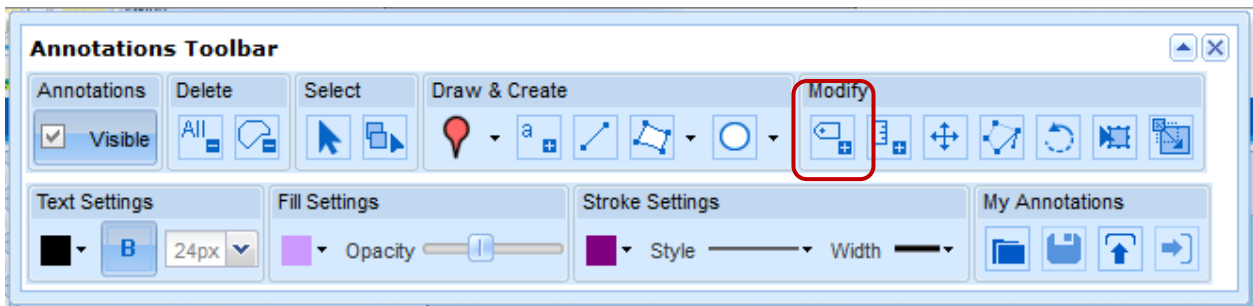 Annotations Toolbar
Annotations Delete Select Draw & Create Modify
Visible All a
Text Settings Fill Settings Stroke Settings My Annotations
B 24px Opacity Style Width